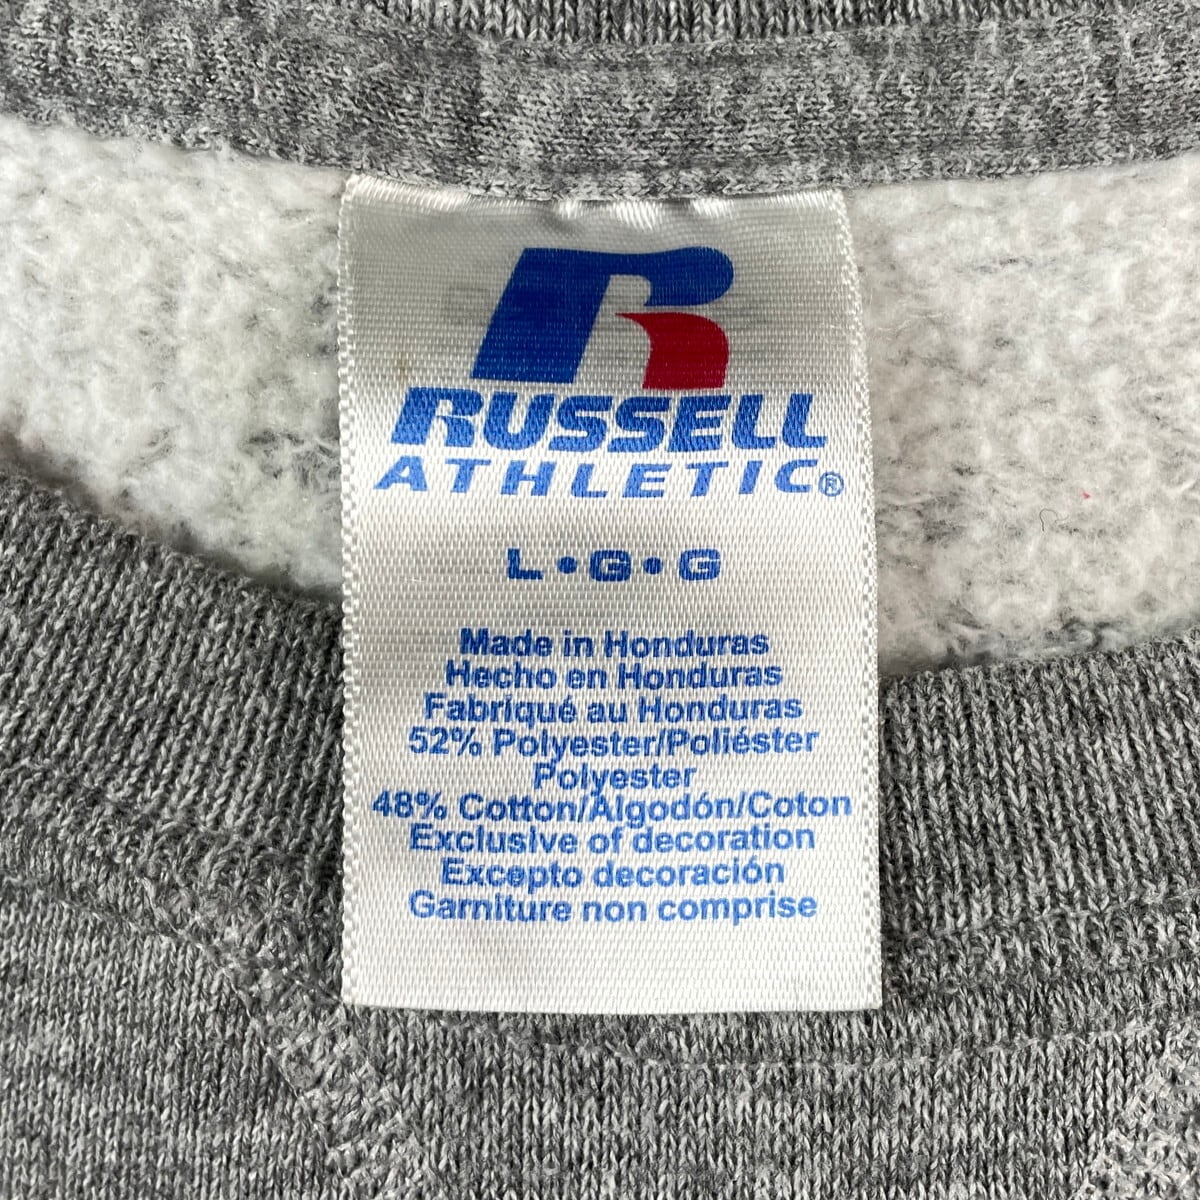 RUSSELL
ATHLETIC®
L•G•G
Made in Honduras
Hecho en Honduras
Fabriqué au Honduras
52% Polyester/Poliéster
Polyester
48% Cotton/Algodón/Coton
Exclusive of decoration
Excepto decoración
Garniture non comprise